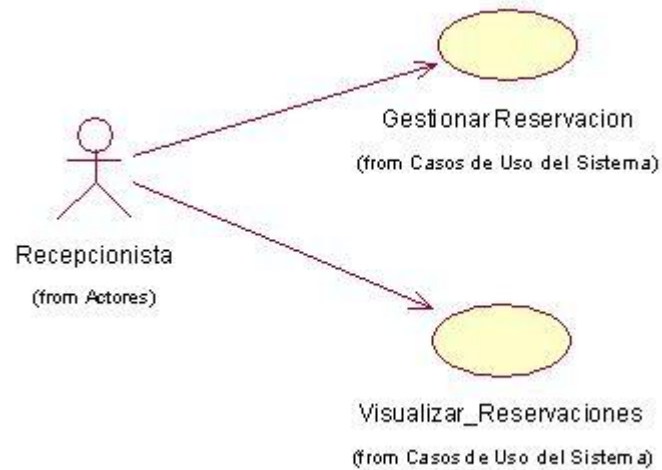 Gestionar Reservacion
(from Casos de Uso del Sistema)
Recepcionista
(from Actores)
Visualizar_Reservaciones
(from Casos de Uso del Sistema)